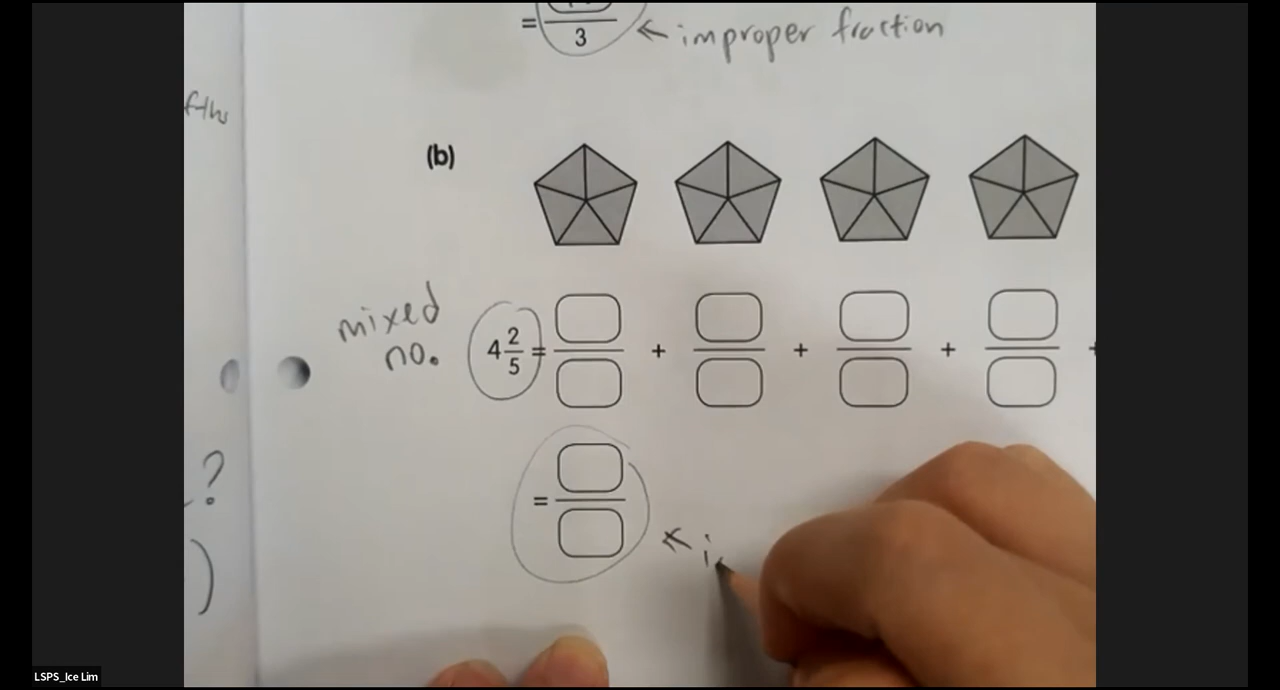 = 3 ← improper fraction
(b)
mixed
no.
4 2/5 = + + + +
=
← i
?
)
LSPS_Ice Lim